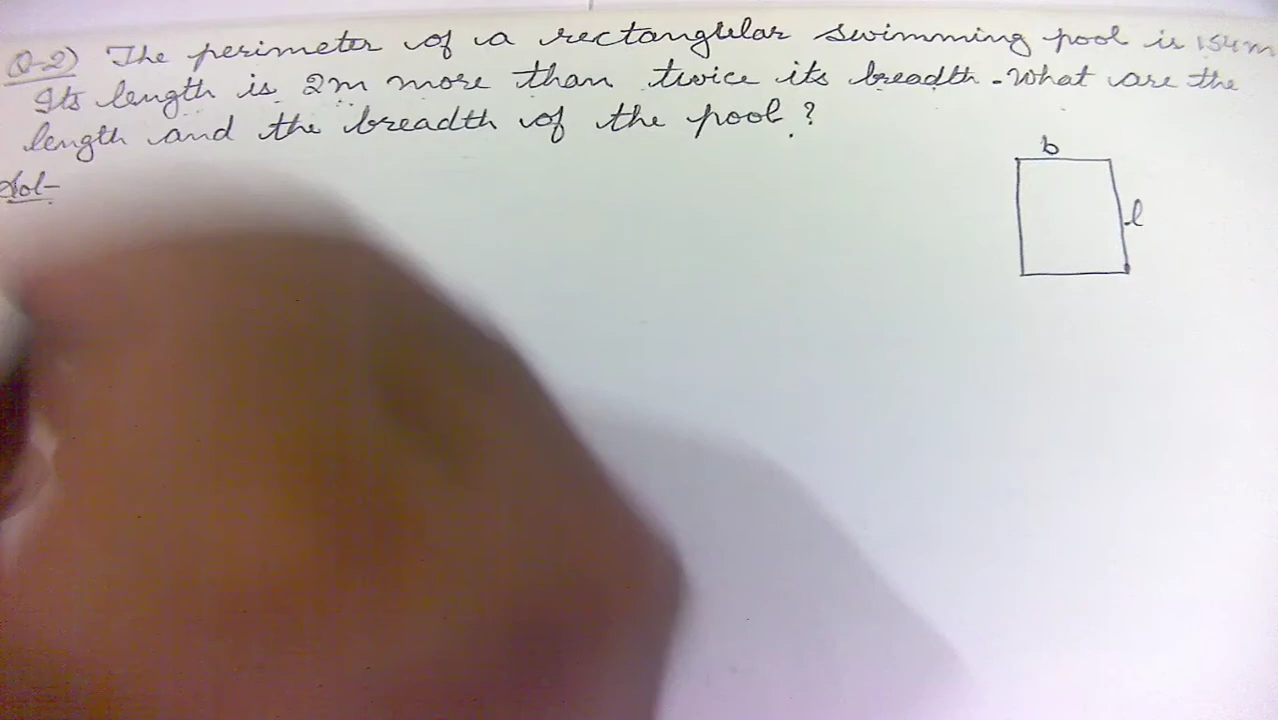 Q-2) The perimeter of a rectangular swimming pool is 154m
Its length is 2m more than twice its breadth. What are the
length and the breadth of the pool ?
b
Sol-
l